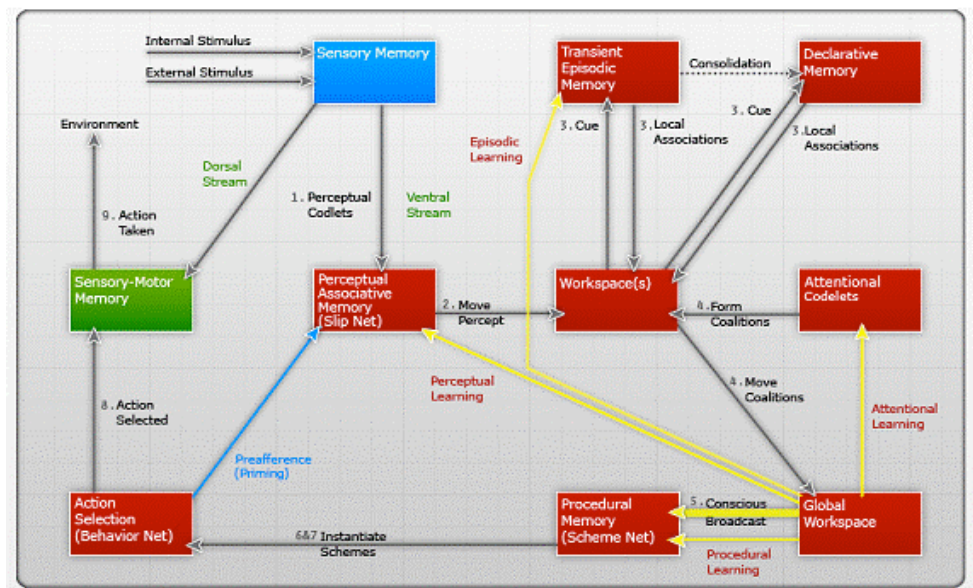 Internal Stimulus
External Stimulus
Sensory Memory
Transient
Episodic
Memory
Consolidation
Declarative
Memory
Environment
Dorsal
Stream
1. Perceptual
Codlets
Ventral
Stream
Episodic
Learning
3. Cue
3. Local
Associations
3. Cue
3. Local
Associations
9. Action
Taken
Sensory-Motor
Memory
Perceptual
Associative
Memory
(Slip Net)
2. Move
Percept
Workspace(s)
4. Form
Coalitions
Attentional
Codelets
8. Action
Selected
Preafference
(Priming)
Perceptual
Learning
4. Move
Coalitions
Attentional
Learning
Action
Selection
(Behavior Net)
6&7 Instantiate
Schemes
Procedural
Memory
(Scheme Net)
5. Conscious
Broadcast
Procedural
Learning
Global
Workspace